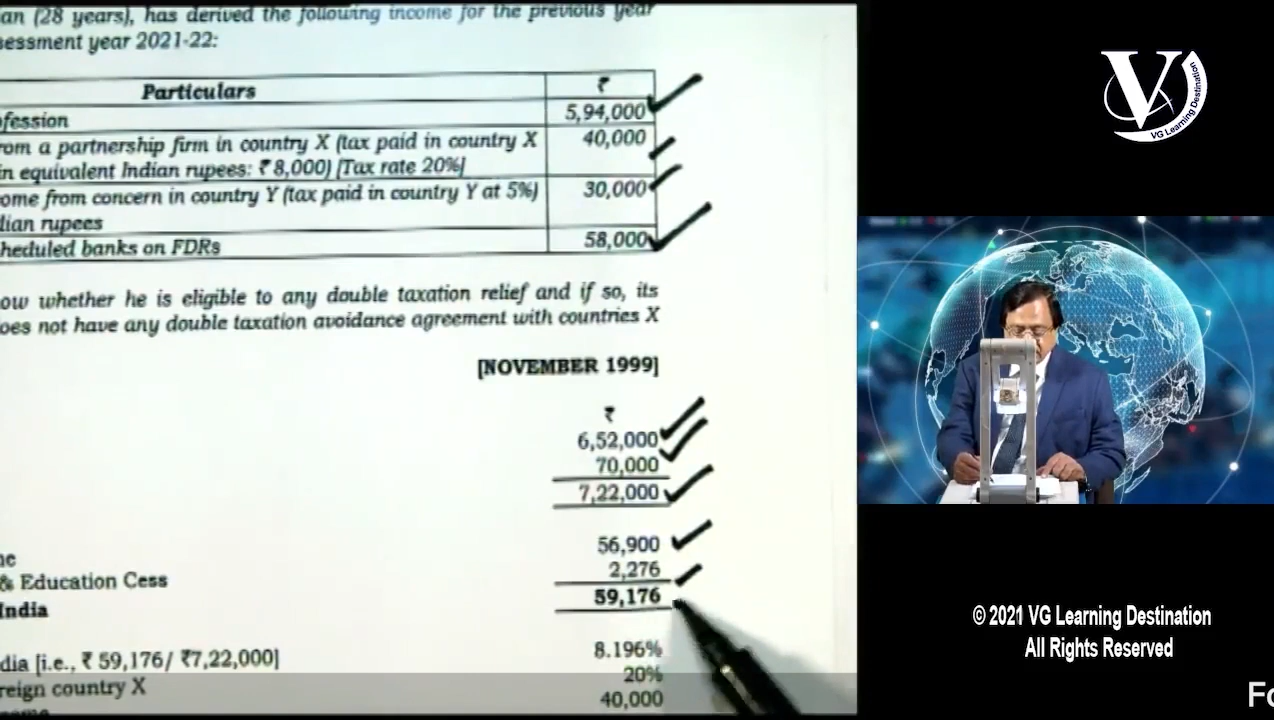 an (28 years), has derived the following income for the previous year
sessment year 2021-22:
Particulars ₹
fession 5,94,000
rom a partnership firm in country X (tax paid in country X 40,000
in equivalent Indian rupees: ₹ 8,000) [Tax rate 20%]
ome from concern in country Y (tax paid in country Y at 5%) 30,000
dian rupees
heduled banks on FDRs 58,000
ow whether he is eligible to any double taxation relief and if so, its
oes not have any double taxation avoidance agreement with countries X
[NOVEMBER 1999]
₹
6,52,000
70,000
7,22,000
ne 56,900
& Education Cess 2,276
India 59,176
dia [i.e., ₹ 59,176/ ₹7,22,000] 8.196%
reign country X 20%
40,000
V
VG Learning Destination
© 2021 VG Learning Destination
All Rights Reserved
Fo